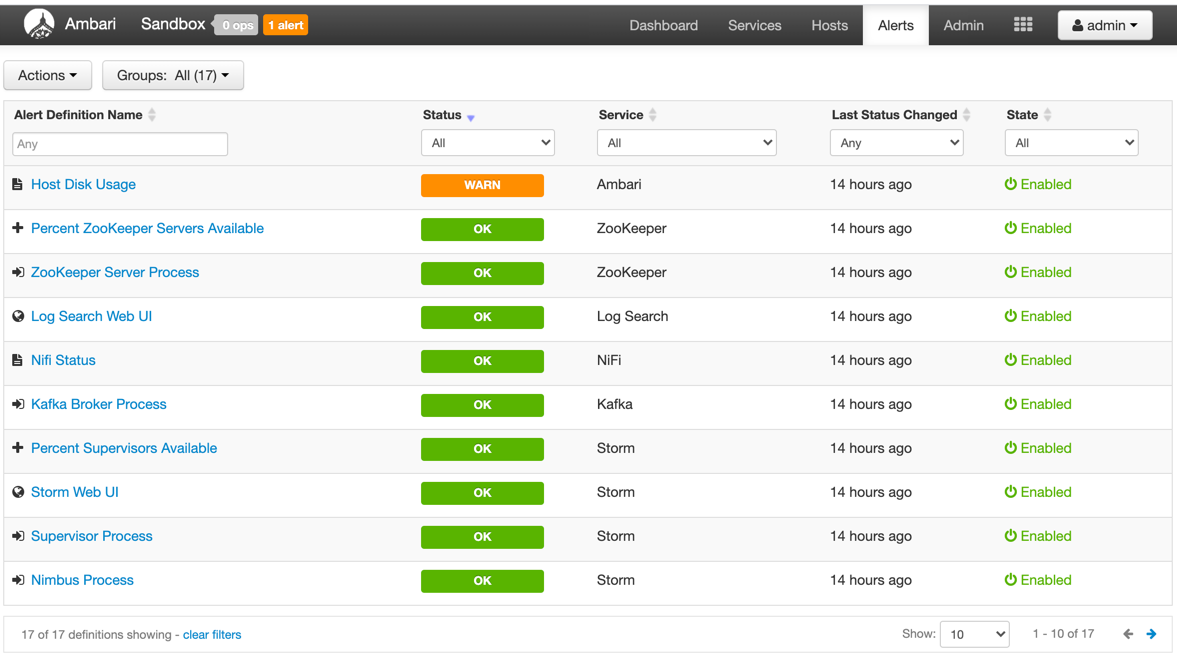 Ambari Sandbox 0 ops 1 alert Dashboard Services Hosts Alerts Admin admin
Actions Groups: All (17)
Alert Definition Name Status Service Last Status Changed State
Any All All Any All
Host Disk Usage WARN Ambari 14 hours ago Enabled
Percent ZooKeeper Servers Available OK ZooKeeper 14 hours ago Enabled
ZooKeeper Server Process OK ZooKeeper 14 hours ago Enabled
Log Search Web UI OK Log Search 14 hours ago Enabled
Nifi Status OK NiFi 14 hours ago Enabled
Kafka Broker Process OK Kafka 14 hours ago Enabled
Percent Supervisors Available OK Storm 14 hours ago Enabled
Storm Web UI OK Storm 14 hours ago Enabled
Supervisor Process OK Storm 14 hours ago Enabled
Nimbus Process OK Storm 14 hours ago Enabled
17 of 17 definitions showing - clear filters Show: 10 1 - 10 of 17